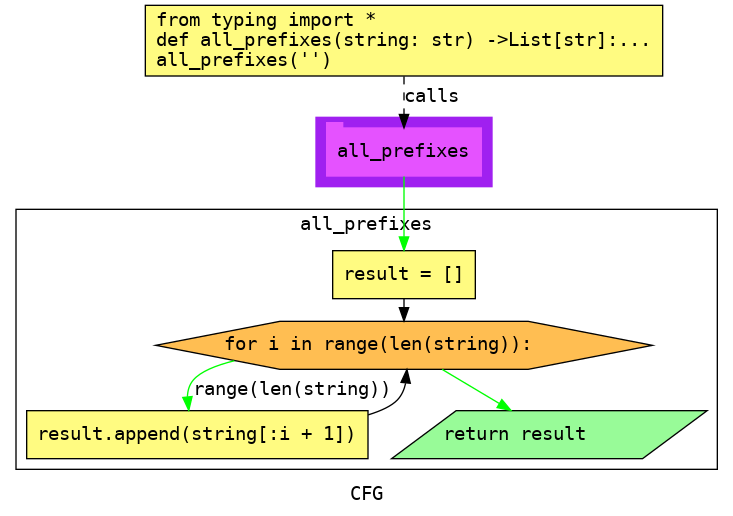 from typing import *
def all_prefixes(string: str) ->List[str]:...
all_prefixes('')
calls
all_prefixes
all_prefixes
result = []
for i in range(len(string)):
range(len(string))
result.append(string[:i + 1])
return result
CFG